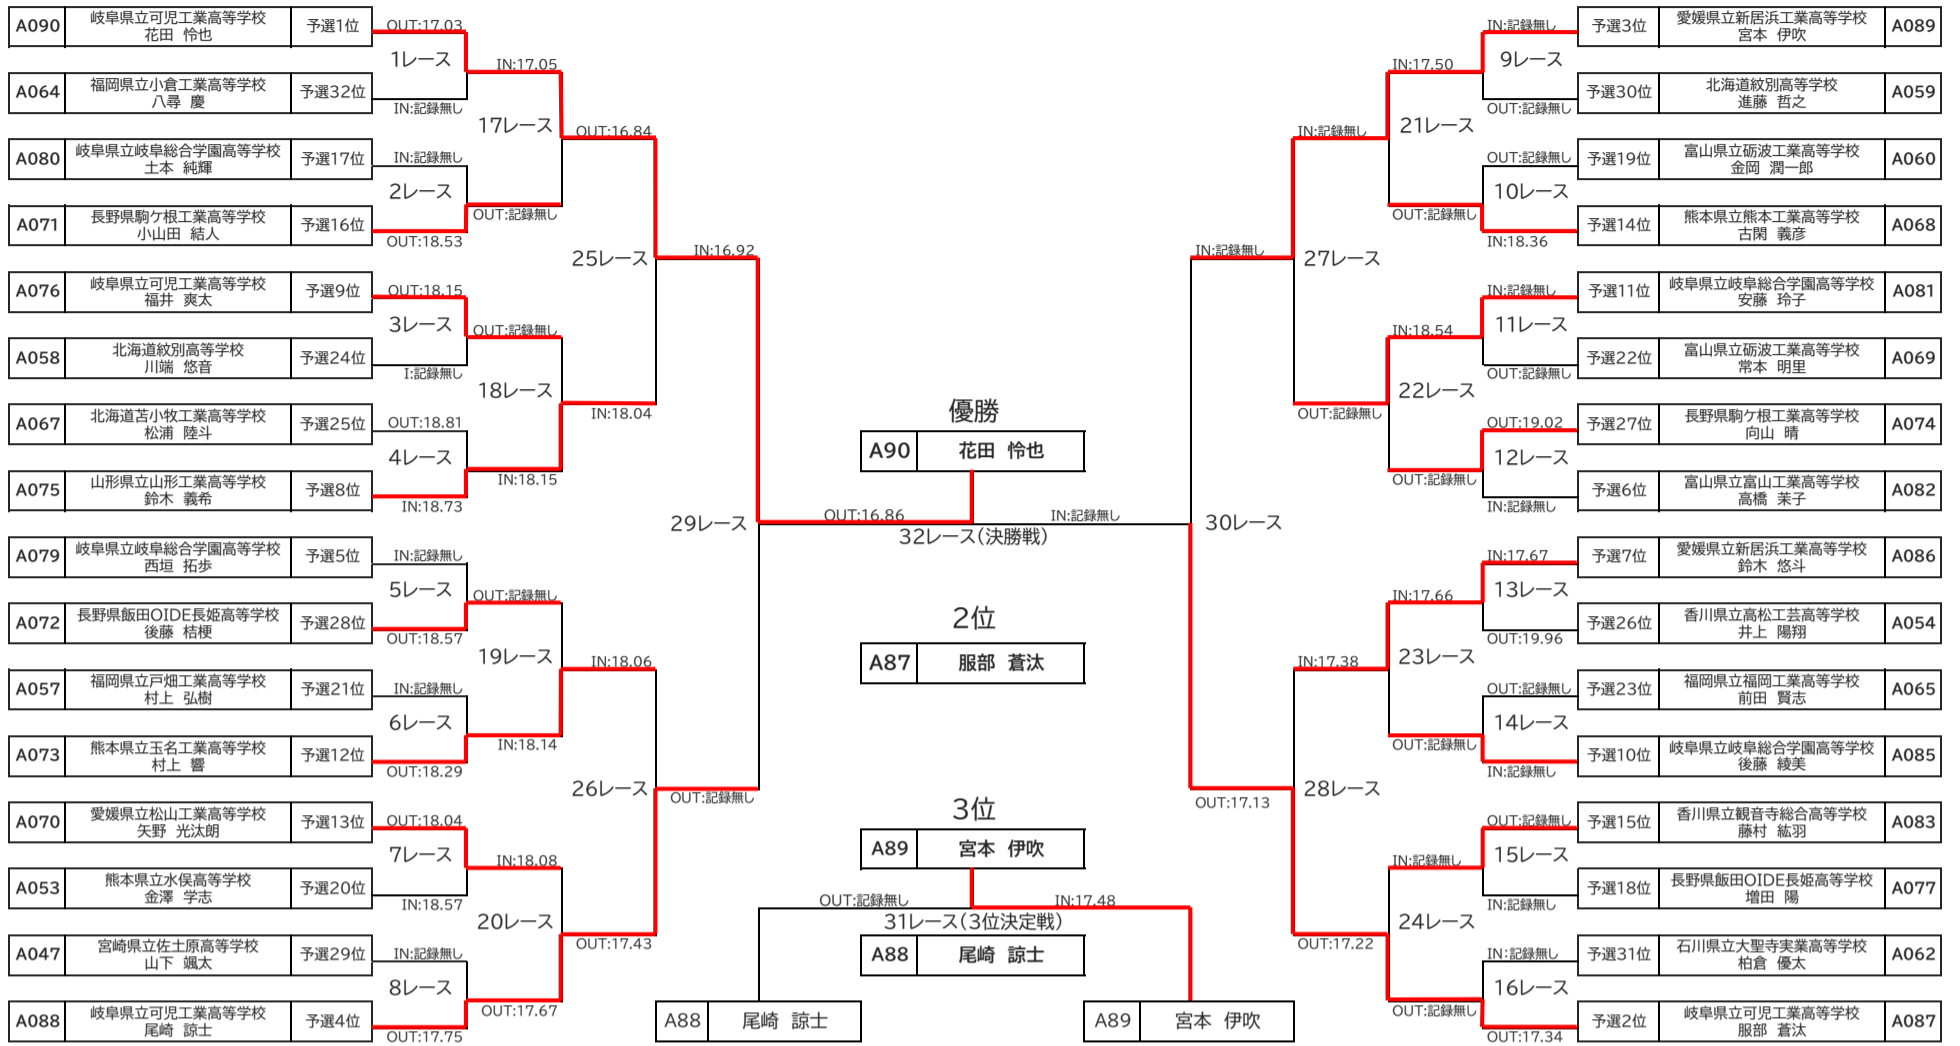 A090 岐阜県立可児工業高等学校 予選1位
花田 怜也
OUT:17.03
1レース
A064 福岡県立小倉工業高等学校 予選32位
八尋 慶
IN:記録無し
IN:17.05
17レース
A080 岐阜県立岐阜総合学園高等学校 予選17位
土本 純輝
IN:記録無し
2レース
A071 長野県駒ケ根工業高等学校 予選16位
小山田 結人
OUT:18.53
OUT:記録無し
OUT:16.84
25レース
A076 岐阜県立可児工業高等学校 予選9位
福井 爽太
OUT:18.15
3レース
A058 北海道紋別高等学校 予選24位
川端 悠音
I:記録無し
OUT:記録無し
18レース
A067 北海道苫小牧工業高等学校 予選25位
松浦 陸斗
OUT:18.81
4レース
A075 山形県立山形工業高等学校 予選8位
鈴木 義希
IN:18.73
IN:18.15
IN:18.04
IN:16.92
29レース
A079 岐阜県立岐阜総合学園高等学校 予選5位
西垣 拓歩
IN:記録無し
5レース
A072 長野県飯田OIDE長姫高等学校 予選28位
後藤 桔梗
OUT:18.57
OUT:記録無し
19レース
A057 福岡県立戸畑工業高等学校 予選21位
村上 弘樹
IN:記録無し
6レース
A073 熊本県立玉名工業高等学校 予選12位
村上 響
OUT:18.29
IN:18.14
IN:18.06
26レース
OUT:記録無し
A070 愛媛県立松山工業高等学校 予選13位
矢野 光汰朗
OUT:18.04
7レース
A053 熊本県立水俣高等学校 予選20位
金澤 学志
IN:18.57
IN:18.08
20レース
A047 宮崎県立佐土原高等学校 予選29位
山下 颯太
IN:記録無し
8レース
A088 岐阜県立可児工業高等学校 予選4位
尾崎 諒士
OUT:17.75
OUT:17.67
OUT:17.43
優勝
A90 花田 怜也
OUT:16.86
IN:記録無し
32レース(決勝戦)
2位
A87 服部 蒼汰
3位
A89 宮本 伊吹
OUT:記録無し
IN:17.48
31レース(3位決定戦)
A88 尾崎 諒士
A88 尾崎 諒士
A89 宮本 伊吹
IN:記録無し
予選3位 愛媛県立新居浜工業高等学校 A089
宮本 伊吹
9レース
予選30位 北海道紋別高等学校 A059
進藤 哲之
OUT:記録無し
IN:17.50
21レース
OUT:記録無し
予選19位 富山県立砺波工業高等学校 A060
金岡 潤一郎
10レース
予選14位 熊本県立熊本工業高等学校 A068
古閑 義彦
IN:18.36
OUT:記録無し
IN:記録無し
27レース
IN:記録無し
IN:記録無し
予選11位 岐阜県立岐阜総合学園高等学校 A081
安藤 玲子
11レース
予選22位 富山県立砺波工業高等学校 A069
常本 明里
OUT:記録無し
IN:18.54
22レース
OUT:19.02
予選27位 長野県駒ケ根工業高等学校 A074
向山 晴
12レース
予選6位 富山県立富山工業高等学校 A082
高橋 茉子
IN:記録無し
OUT:記録無し
OUT:記録無し
30レース
IN:17.67
予選7位 愛媛県立新居浜工業高等学校 A086
鈴木 悠斗
13レース
予選26位 香川県立高松工芸高等学校 A054
井上 陽翔
OUT:19.96
IN:17.66
23レース
OUT:記録無し
予選23位 福岡県立福岡工業高等学校 A065
前田 賢志
14レース
予選10位 岐阜県立岐阜総合学園高等学校 A085
後藤 綾美
IN:記録無し
OUT:記録無し
IN:17.38
28レース
OUT:17.13
OUT:記録無し
予選15位 香川県立観音寺総合高等学校 A083
藤村 紘羽
15レース
予選18位 長野県飯田OIDE長姫高等学校 A077
増田 陽
IN:記録無し
IN:記録無し
24レース
IN:記録無し
予選31位 石川県立大聖寺実業高等学校 A062
柏倉 優太
16レース
予選2位 岐阜県立可児工業高等学校 A087
服部 蒼汰
OUT:17.34
OUT:記録無し
OUT:17.22